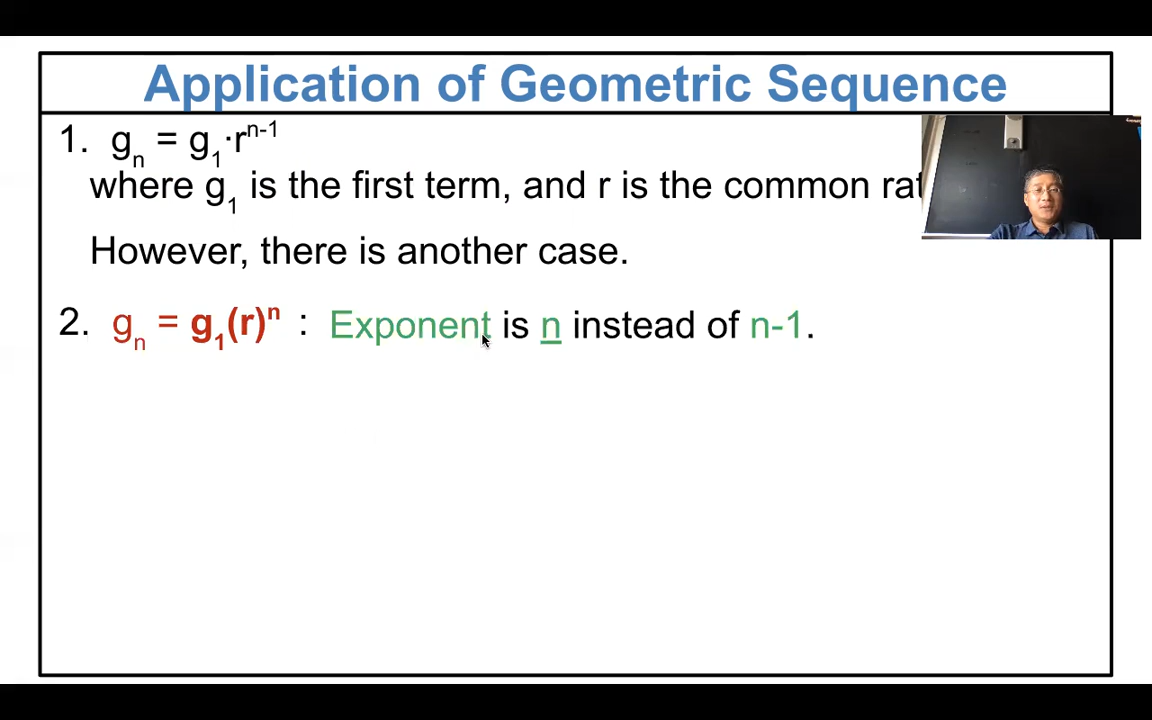 Application of Geometric Sequence
1. gₙ = g₁·rⁿ⁻¹
where g₁ is the first term, and r is the common
However, there is another case.
2. gₙ = g₁(r)ⁿ : Exponent is n instead of n-1.